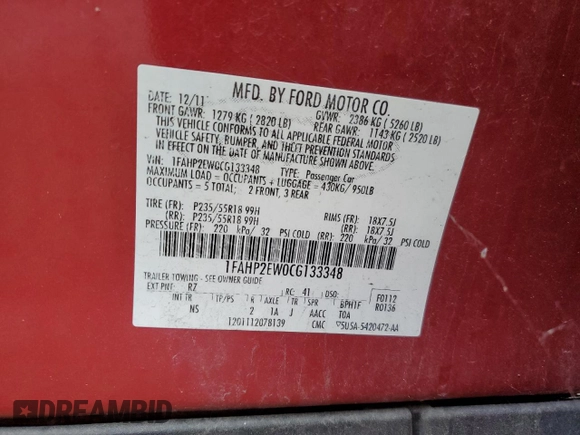 MFD. BY FORD MOTOR CO.
DATE: 12/11 GVWR: 2386 KG ( 5260 LB)
FRONT GAWR: 1279 KG ( 2820 LB) REAR GAWR: 1143 KG ( 2520 LB)
THIS VEHICLE CONFORMS TO ALL APPLICABLE FEDERAL MOTOR
VEHICLE SAFETY, BUMPER, AND THEFT PREVENTION STANDARDS
IN EFFECT ON THE DATE OF MANUFACTURE SHOWN ABOVE.
VIN: 1FAHP2EW0CG133348 TYPE: Passenger Car
MAXIMUM LOAD = OCCUPANTS + LUGGAGE = 430KG/ 950LB
OCCUPANTS = 5 TOTAL; 2 FRONT, 3 REAR
TIRE (FR): P235/55R18 99H RIMS (FR): 18X7.5J
(RR): P235/55R18 99H (RR): 18X7.5J
PRESSURE (FR): 220 kPa/ 32 PSI COLD (RR): 220 kPa/ 32 PSI COLD
1FAHP2EW0CG133348
TRAILER TOWING - SEE OWNER GUIDE
EXT PNT: RZ RC: 41 DSO: F0112
INT TR TP/PS R AXLE TR SPR BPHTF R0136
NS 2 1A J AACC T0A
1201112078139 CMC 5U5A-5420472-AA
DREAMBID